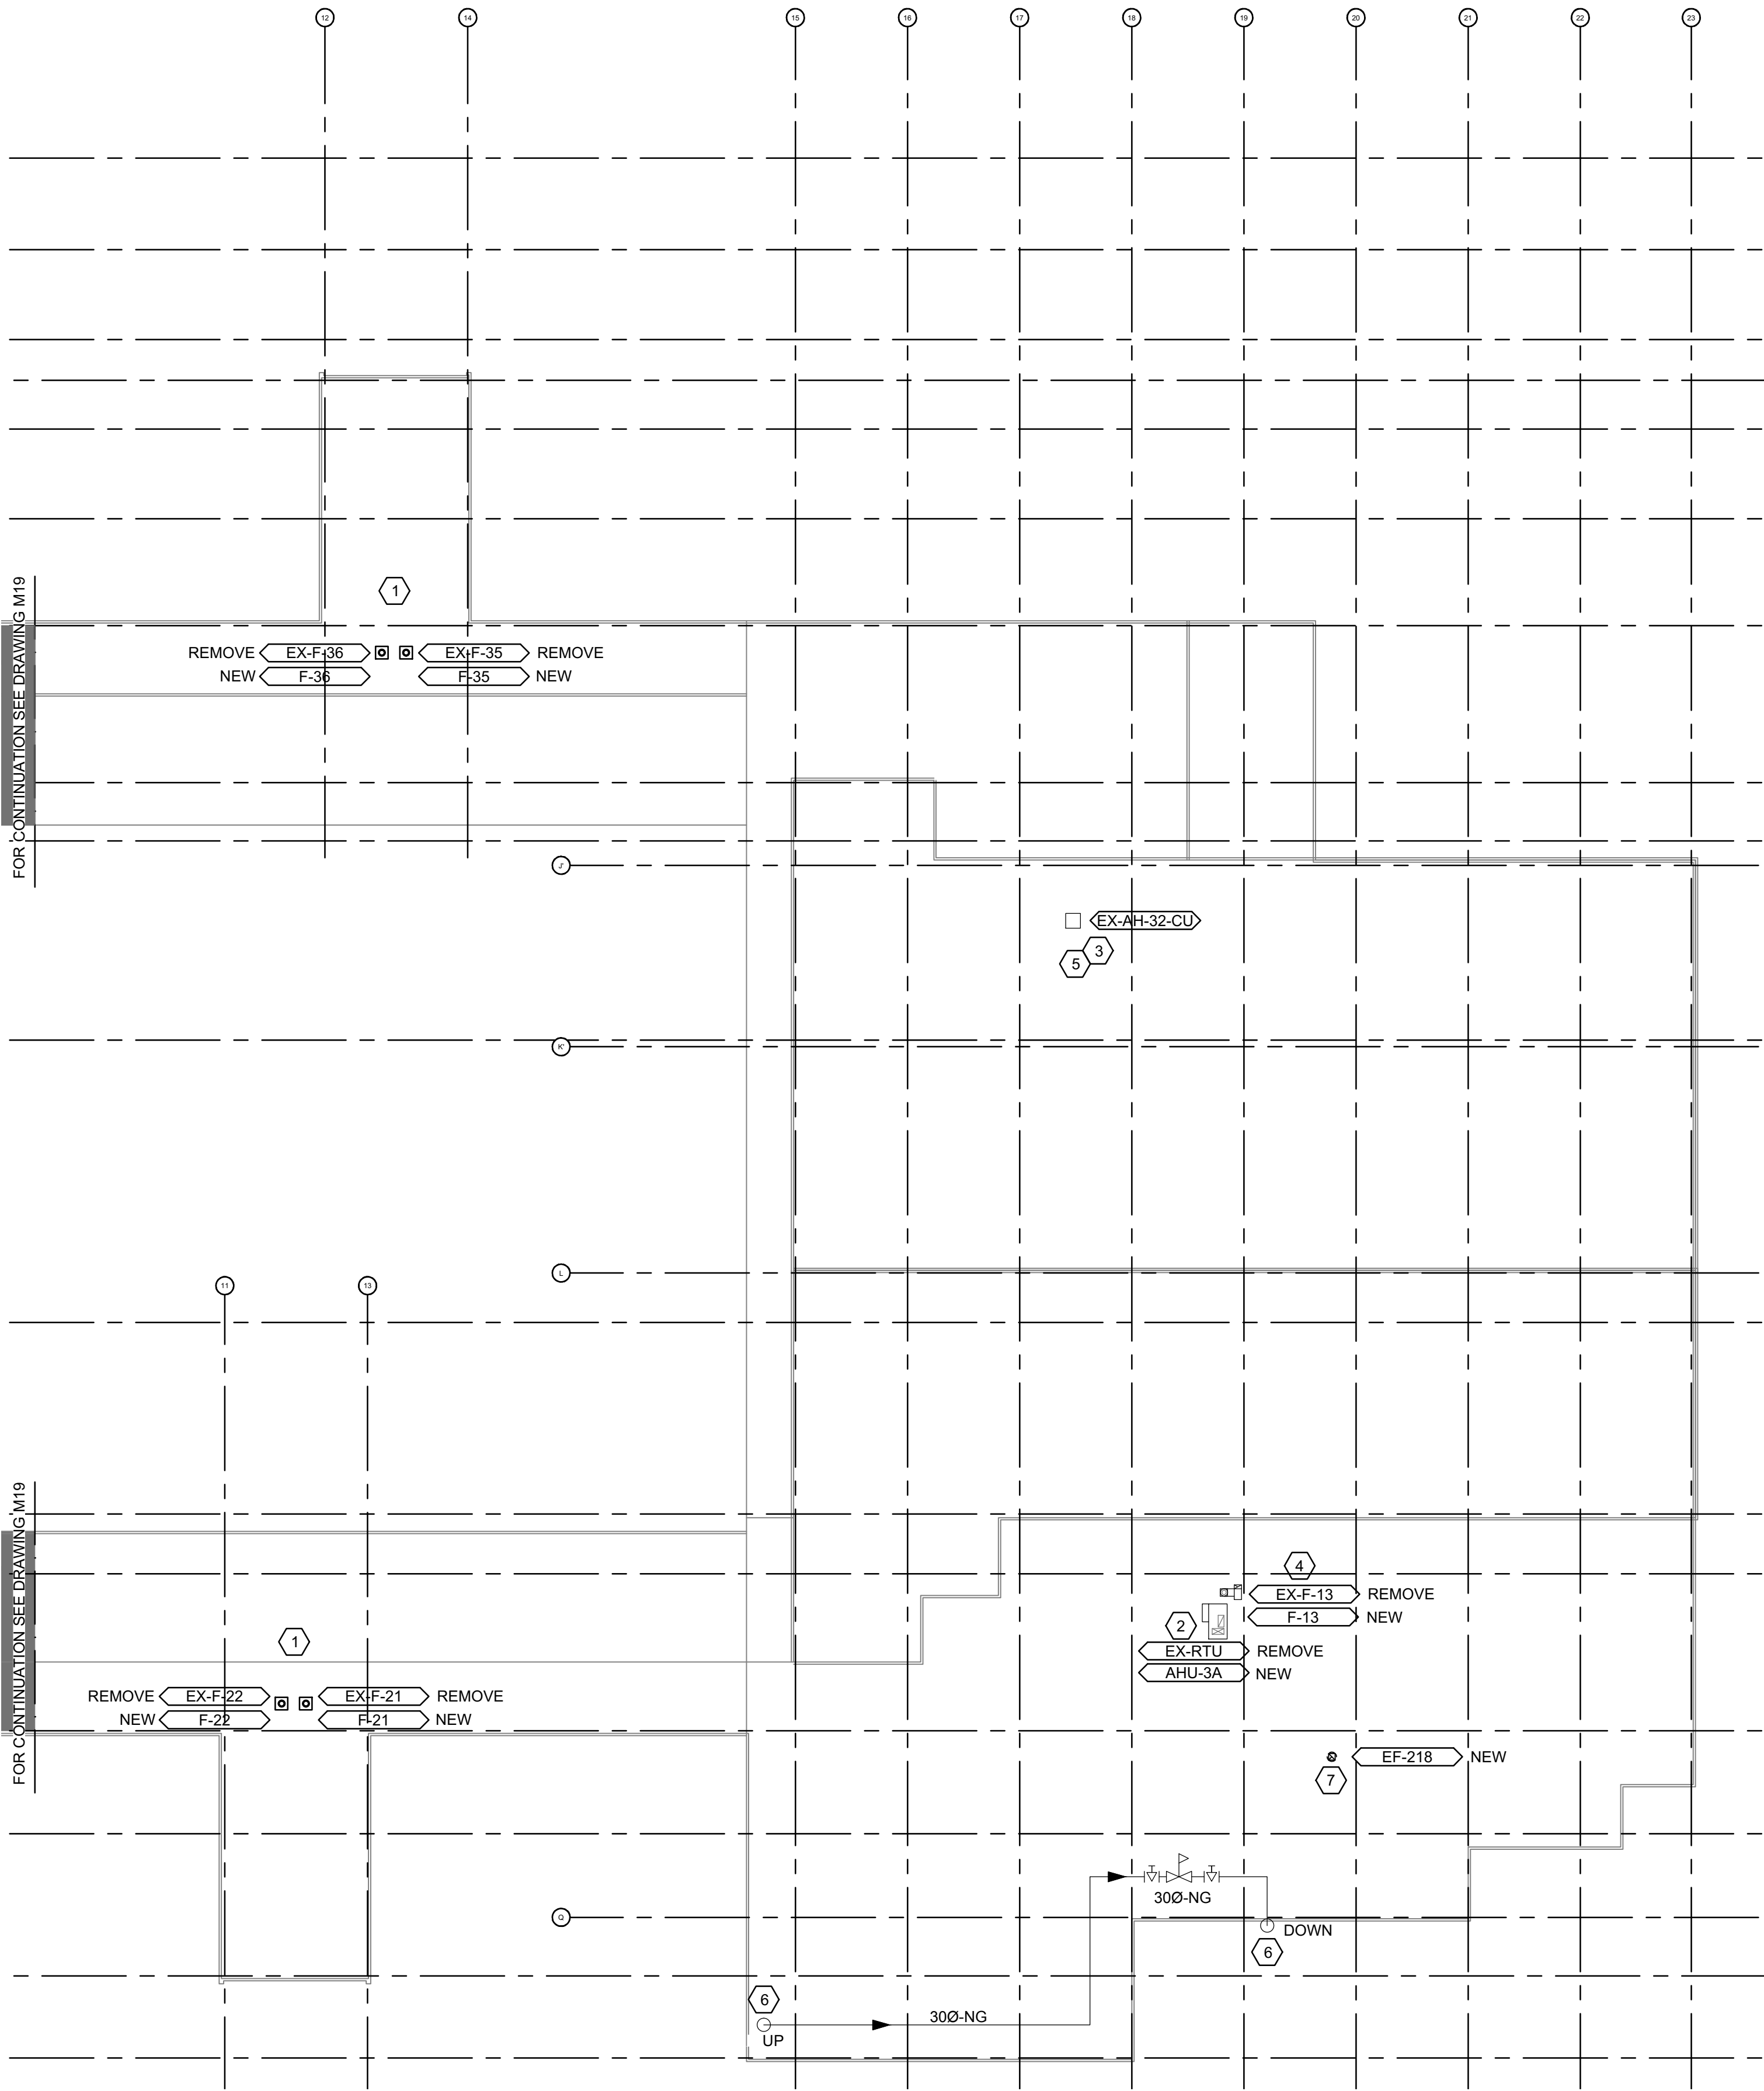 12
14
15
16
17
18
19
20
21
22
23
FOR CONTINUATION SEE DRAWING M19
1
REMOVE EX-F-36 EX-F-35 REMOVE
NEW F-36 F-35 NEW
J'
EX-AH-32-CU
3
5
K'
L
11
13
FOR CONTINUATION SEE DRAWING M19
4
EX-F-13 REMOVE
F-13 NEW
2
EX-RTU REMOVE
AHU-3A NEW
1
REMOVE EX-F-22 EX-F-21 REMOVE
NEW F-22 F-21 NEW
EF-218 NEW
7
30Ø-NG
Q
DOWN
6
6
30Ø-NG
UP